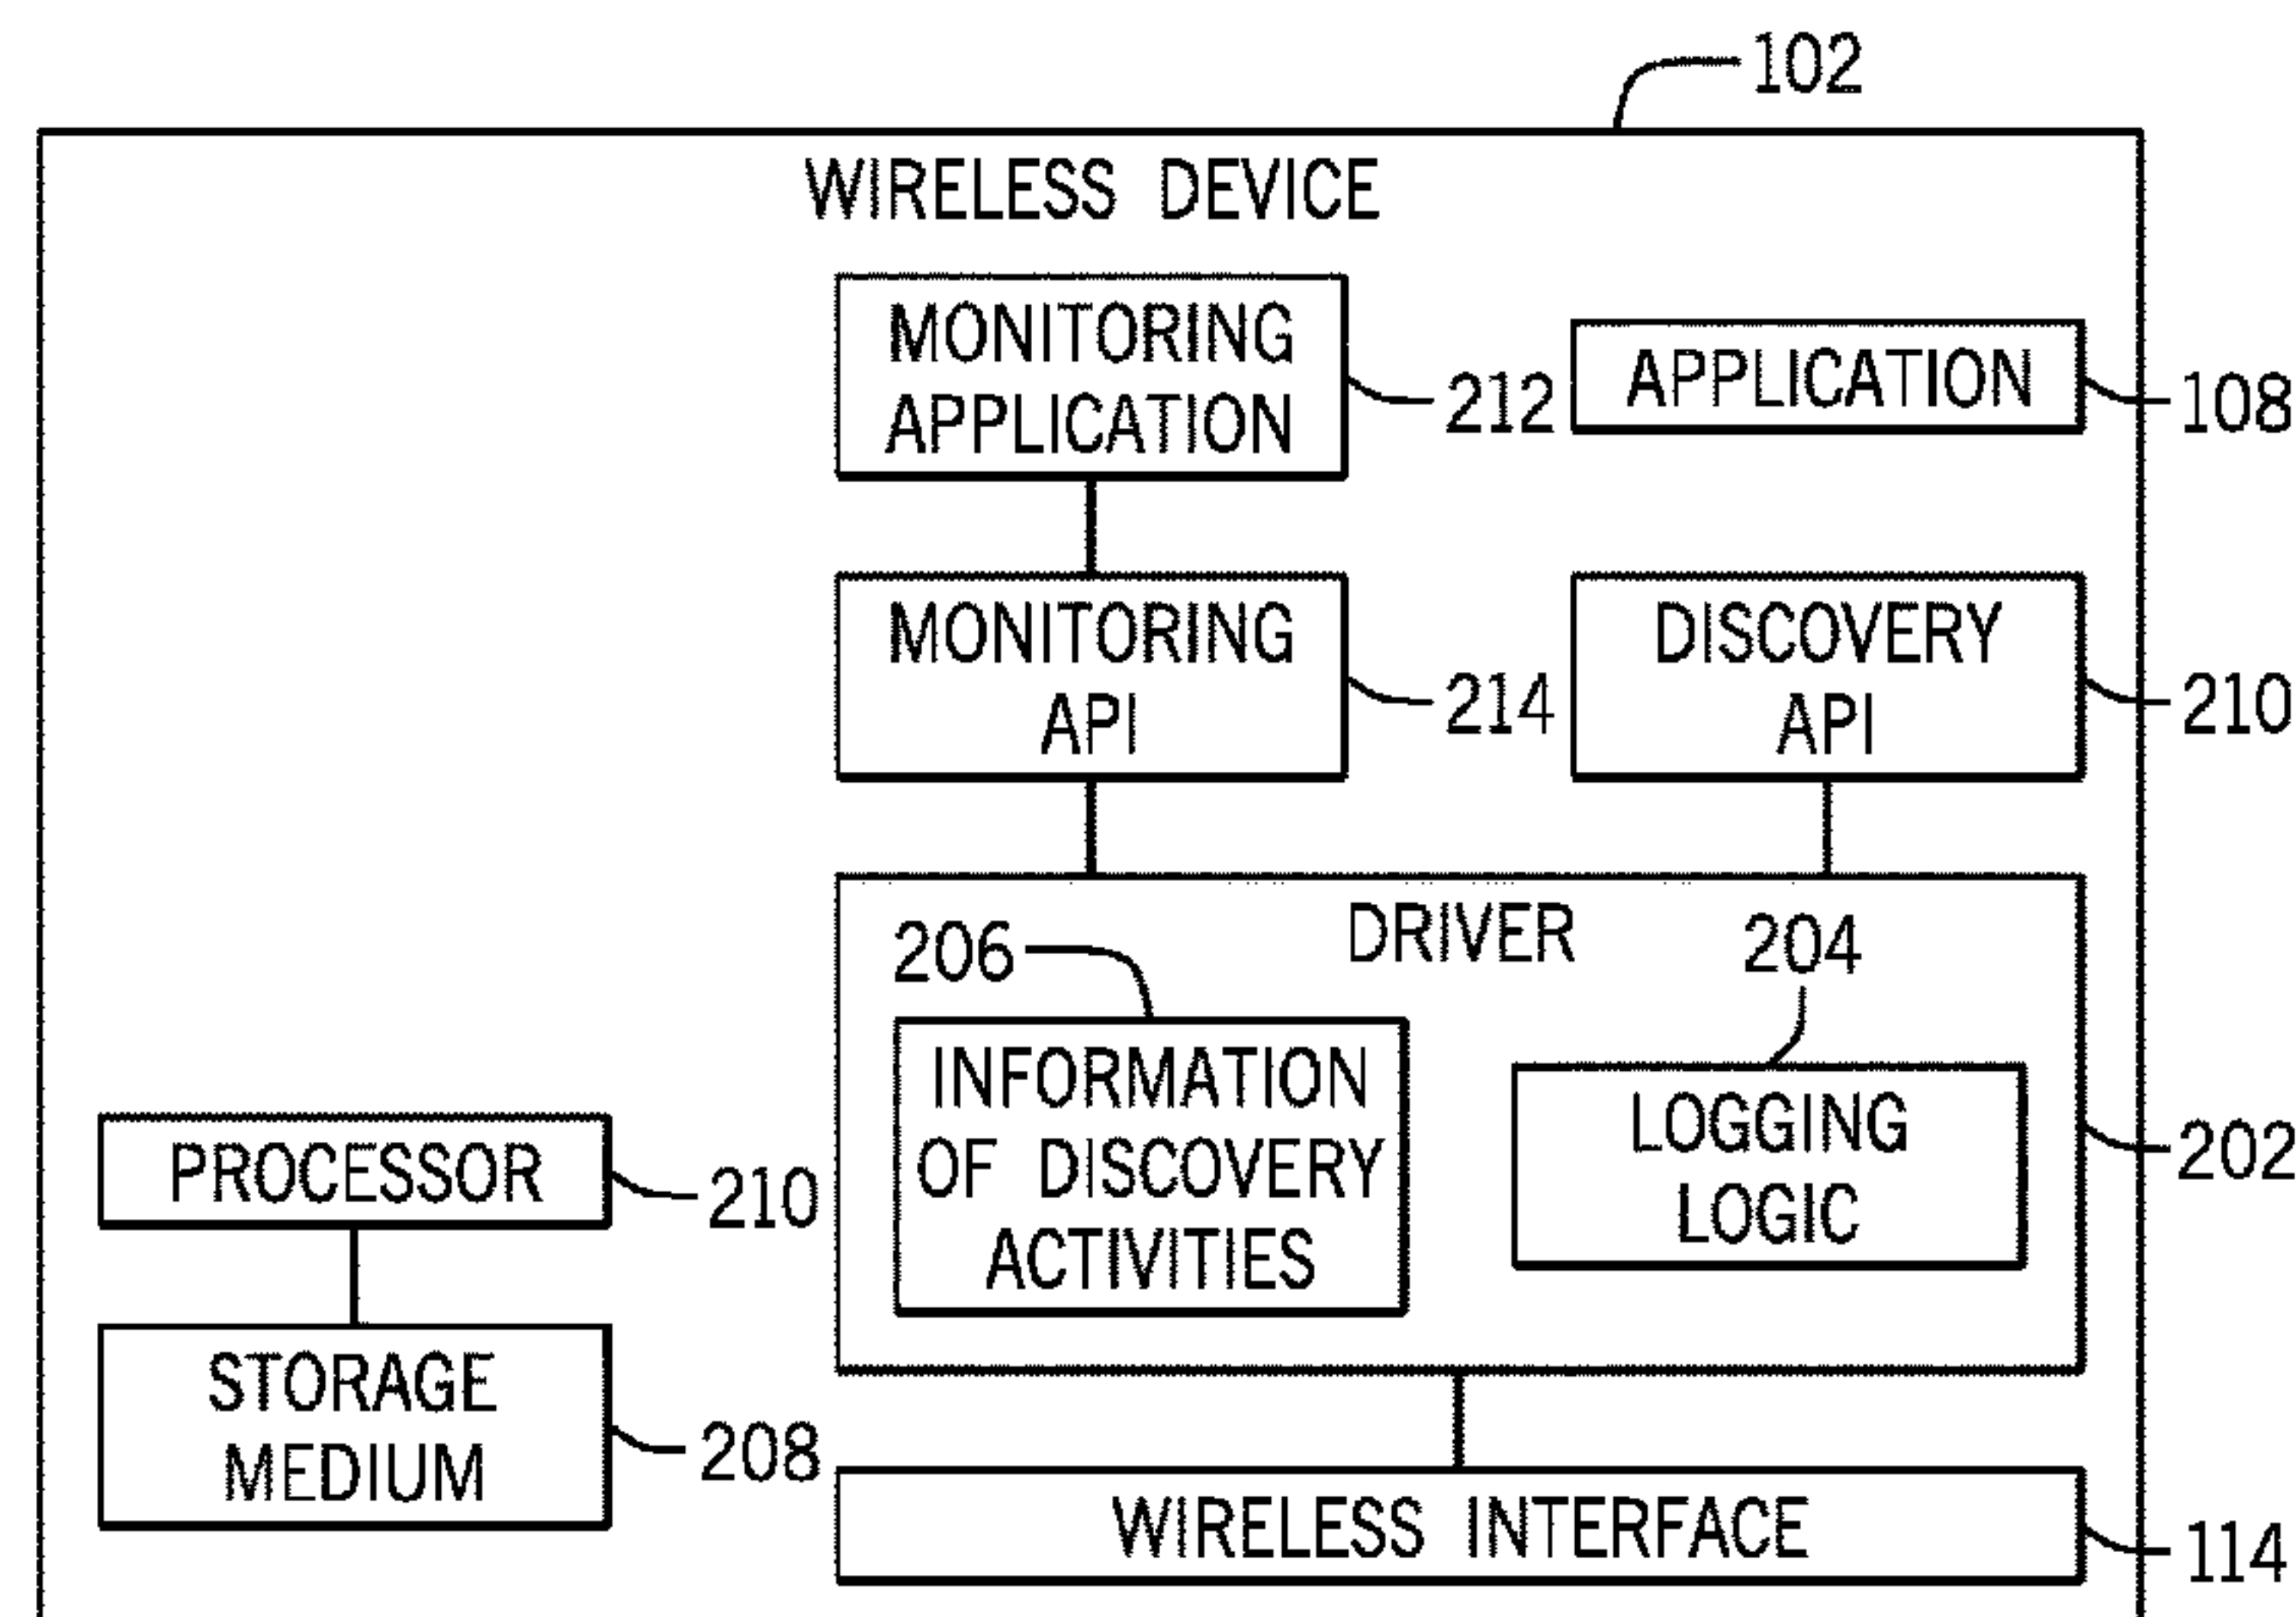 102
WIRELESS DEVICE
MONITORING
APPLICATION
212
APPLICATION
108
MONITORING
API
214
DISCOVERY
API
210
DRIVER
206
204
INFORMATION
OF DISCOVERY
ACTIVITIES
LOGGING
LOGIC
202
PROCESSOR
210
STORAGE
MEDIUM
208
WIRELESS INTERFACE
114